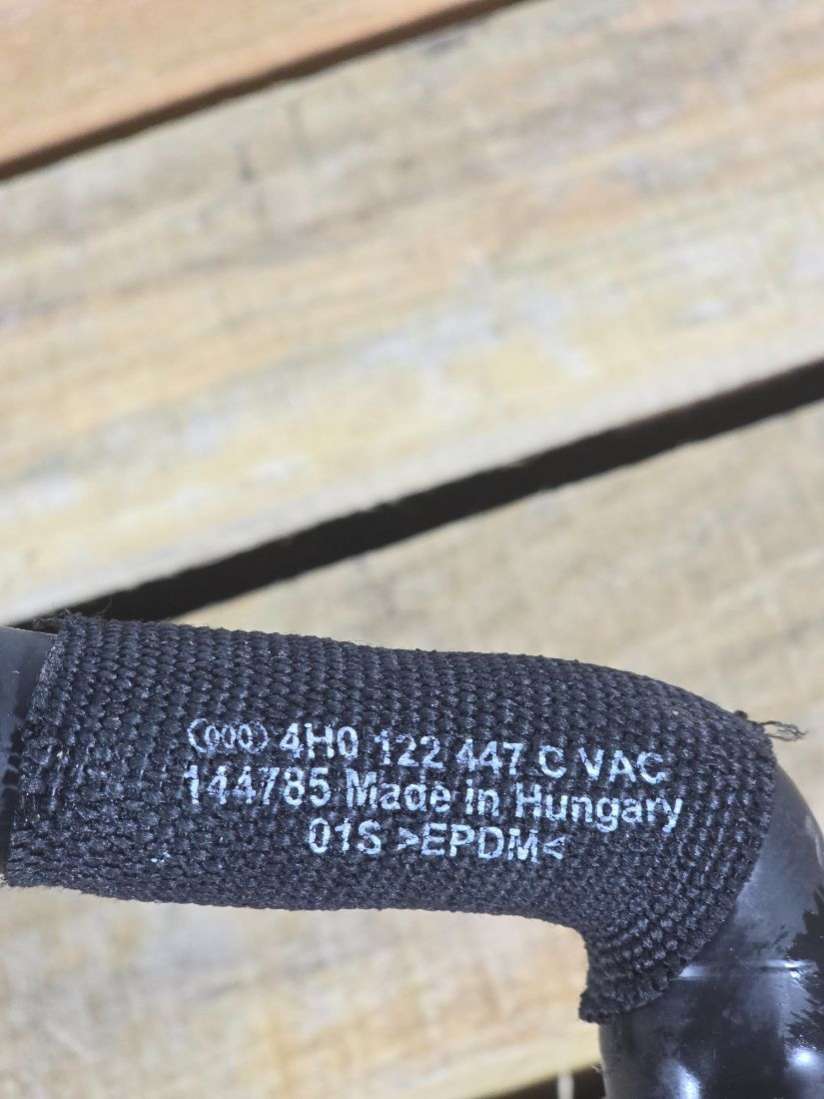 4H0 122 447 C VAC
144785 Made in Hungary
01S >EPDM<